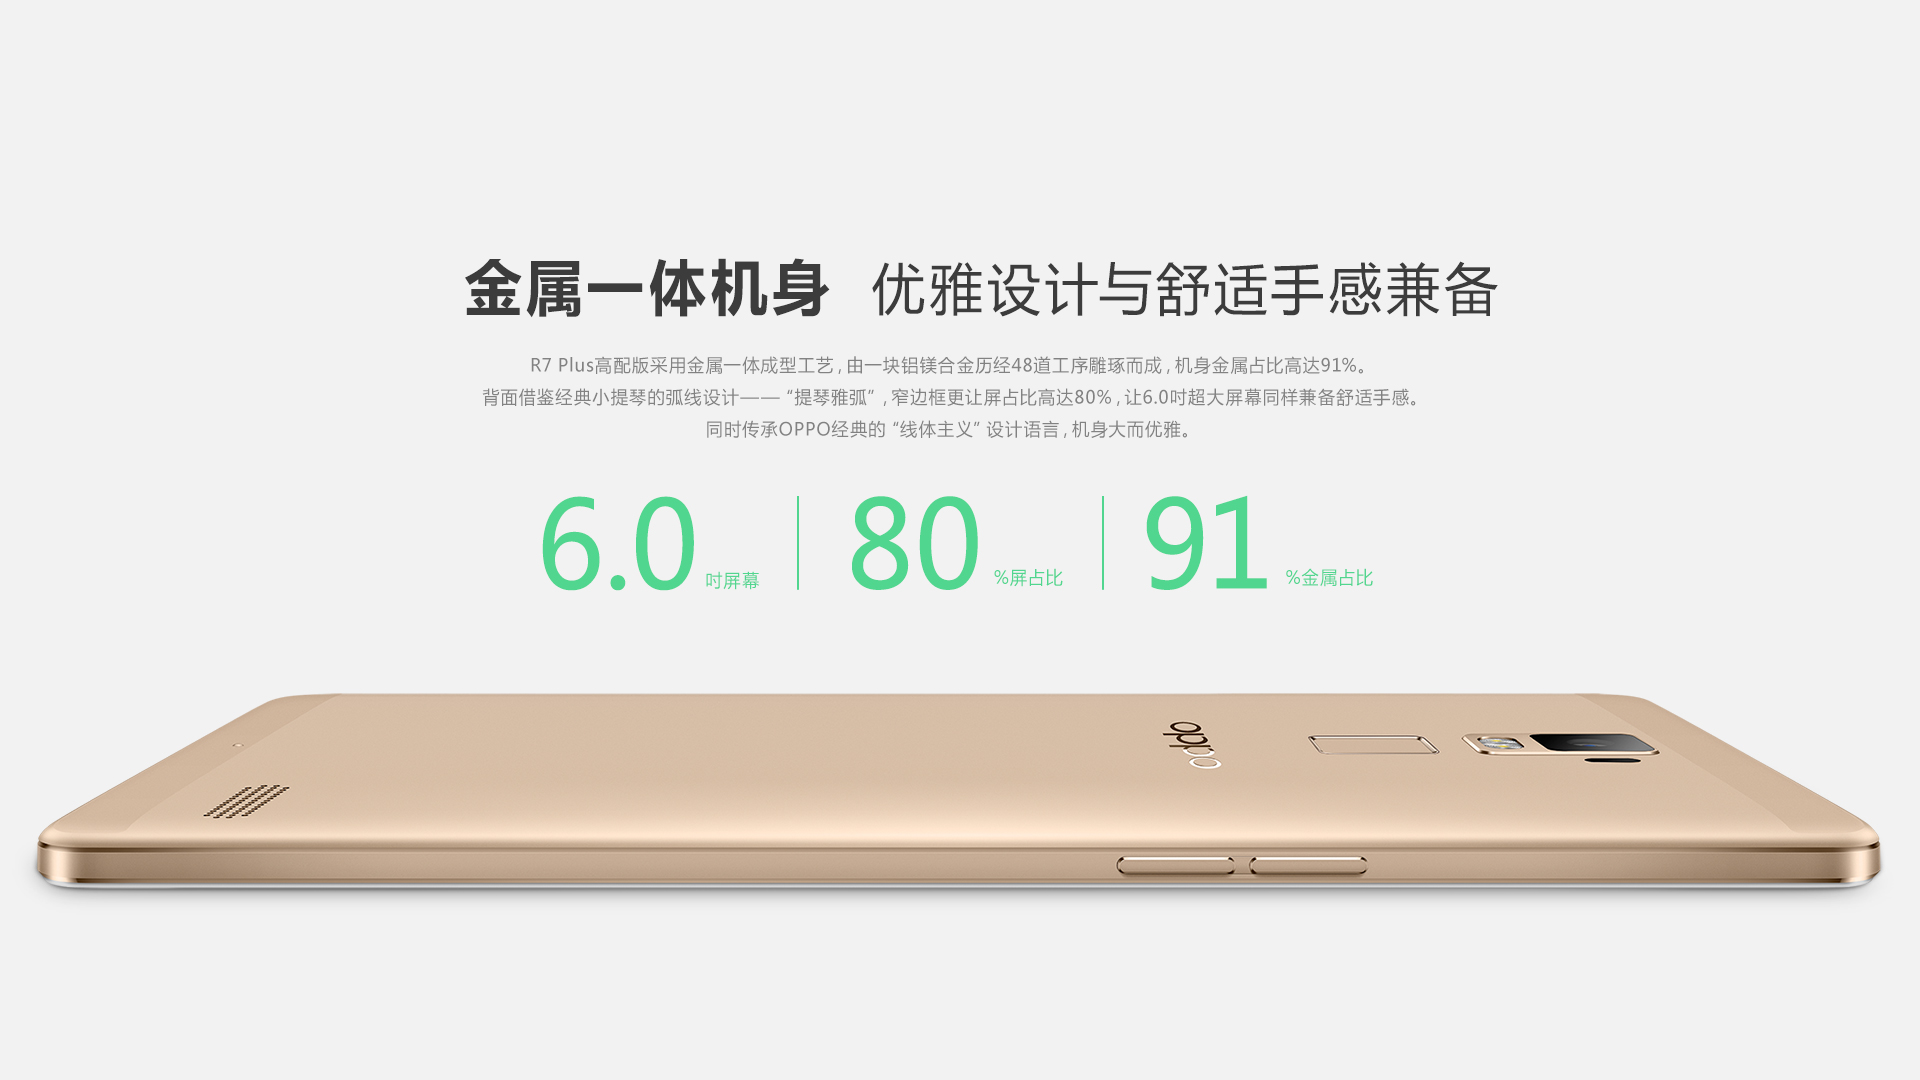 金属一体机身 优雅设计与舒适手感兼备
R7 Plus高配版采用金属一体成型工艺，由一块铝镁合金历经48道工序雕琢而成，机身金属占比高达91%。
背面借鉴经典小提琴的弧线设计——“提琴雅弧”，窄边框更让屏占比高达80%，让6.0吋超大屏幕同样兼备舒适手感。
同时传承OPPO经典的“线体主义”设计语言，机身大而优雅。
6.0 吋屏幕
80 %屏占比
91 %金属占比
oppo